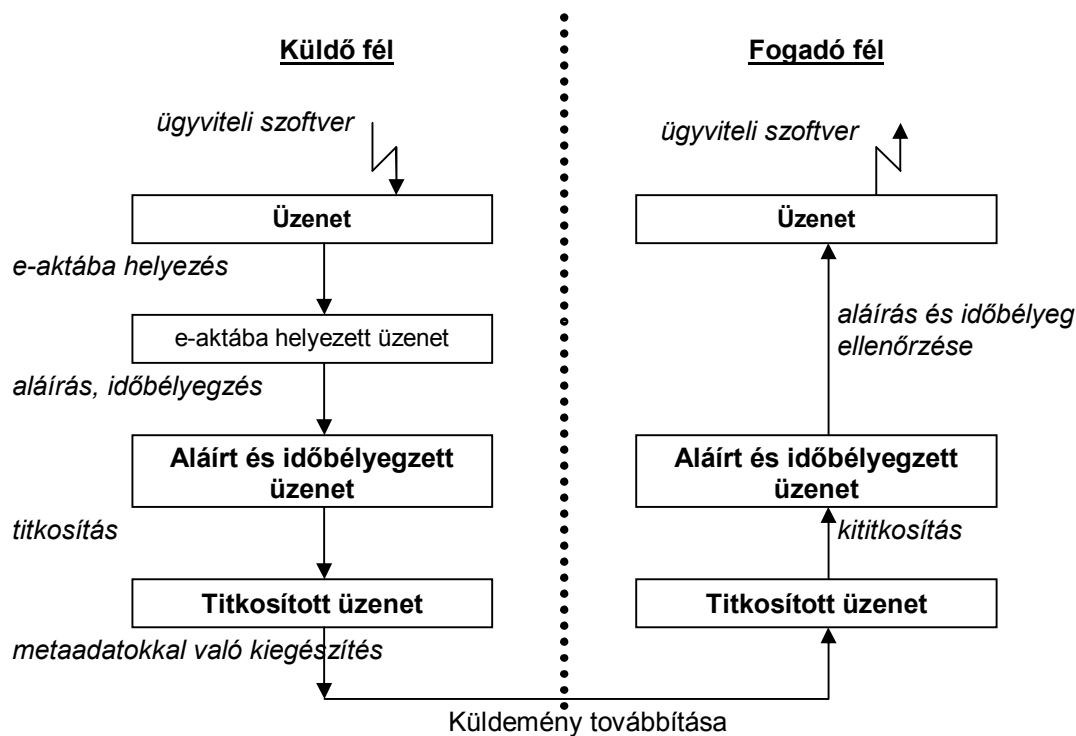 Küldő fél
ügyviteli szoftver
Üzenet
e-aktába helyezés
e-aktába helyezett üzenet
aláírás, időbélyegzés
Aláírt és időbélyegzett
üzenet
titkosítás
Titkosított üzenet
metaadatokkal való kiegészítés
Küldemény továbbítása
Fogadó fél
ügyviteli szoftver
Üzenet
aláírás és időbélyeg
ellenőrzése
Aláírt és időbélyegzett
üzenet
kititkosítás
Titkosított üzenet